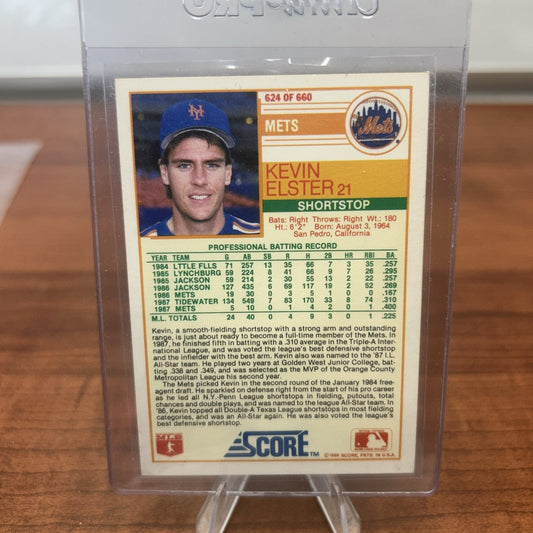 624 OF 660
METS
Mets
KEVIN
ELSTER 21
SHORTSTOP
Bats: Right Throws: Right Wt.: 180
Ht.: 6'2" Born: August 3, 1964
San Pedro, California
PROFESSIONAL BATTING RECORD
YEAR TEAM G AB SB R H 2B HR RBI BA
1984 LTTLE FLLS 71 257 13 35 66 7 3 35 .257
1985 LYNCHBURG 59 224 8 41 66 9 7 26 .295
1985 JACKSON 59 214 2 30 55 13 2 22 .257
1986 JACKSON 127 435 6 69 117 19 2 52 .269
1986 METS 19 30 0 3 5 1 0 0 .167
1987 TIDEWATER 134 549 7 83 170 33 8 74 .310
1987 METS 5 10 0 1 4 2 0 1 .400
M.L. TOTALS 24 40 0 4 9 3 0 1 .225
Kevin, a smooth-fielding shortstop with a strong arm and outstanding
range, is just about ready to become a full-time member of the Mets. In
1987, he finished fifth in batting with a .310 average in the Triple-A Inter-
national League, and was voted the league's best defensive shortstop
and the infielder with the best arm. Kevin also was named to the '87 I.L.
All-Star team. He played two years at Golden West Junior College, bat-
ting .336 and .349, and was selected as the MVP of the Orange County
Metropolitan League his second year.
The Mets picked Kevin in the second round of the January 1984 free-
agent draft. He sparkled on defense right from the start of his pro career
as he led all N.Y.-Penn League shortstops in fielding, putouts, total
chances and double plays, and was named to the league All-Star team. In
'86, Kevin topped all Double-A Texas League shortstops in most fielding
categories, and was an All-Star again. He was also voted the league's
best defensive shortstop.
SCORE™
©1988 SCORE, PRTD. IN U.S.A.